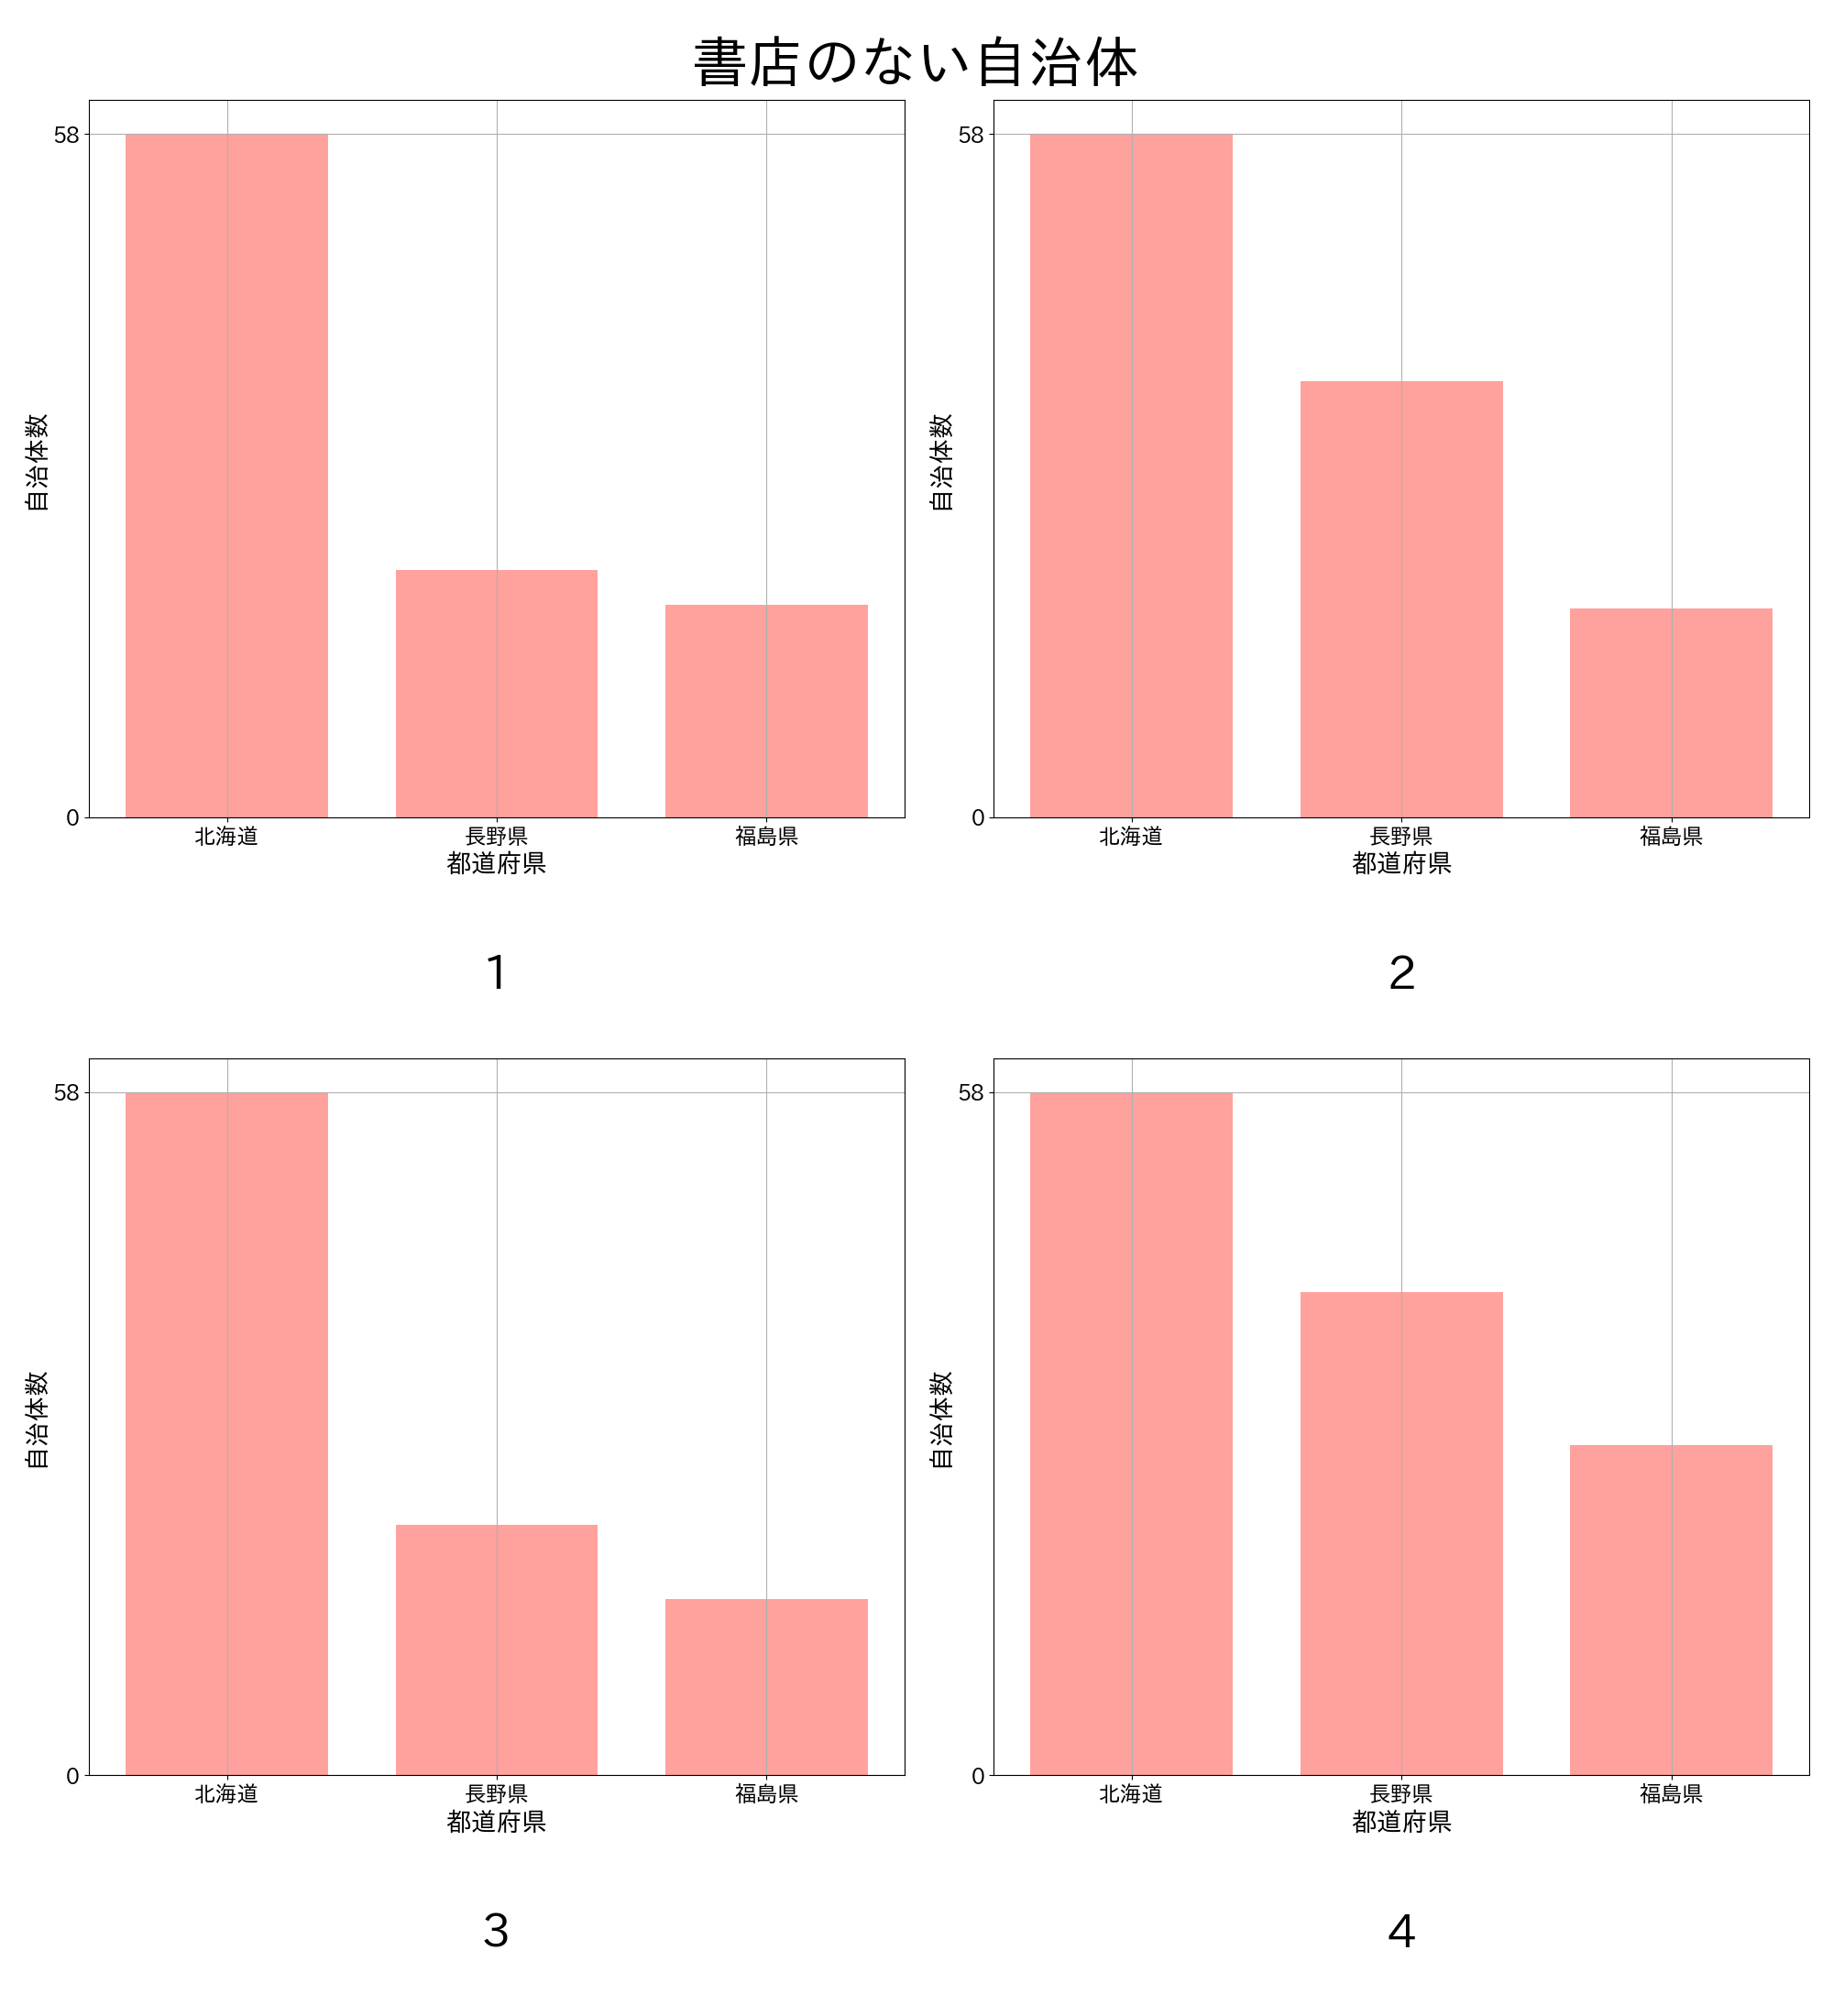 書店のない自治体
58
0
自治体数
北海道 長野県 福島県
都道府県
1
58
0
自治体数
北海道 長野県 福島県
都道府県
2
58
0
自治体数
北海道 長野県 福島県
都道府県
3
58
0
自治体数
北海道 長野県 福島県
都道府県
4